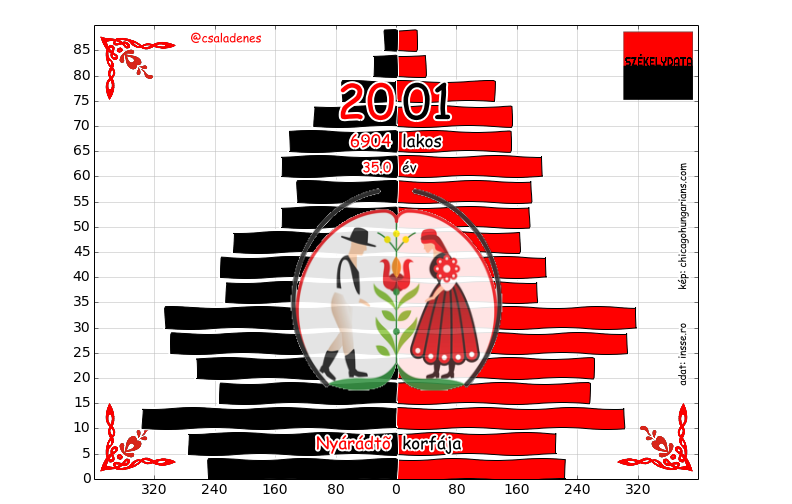 @csaladenes
SZÉKELYDATA
2001
6904 lakos
35.0 év
kép: chicagohungarians.com
adat: insse.ro
Nyárádtő korfája
85
80
75
70
65
60
55
50
45
40
35
30
25
20
15
10
5
0
320 240 160 80 0 80 160 240 320